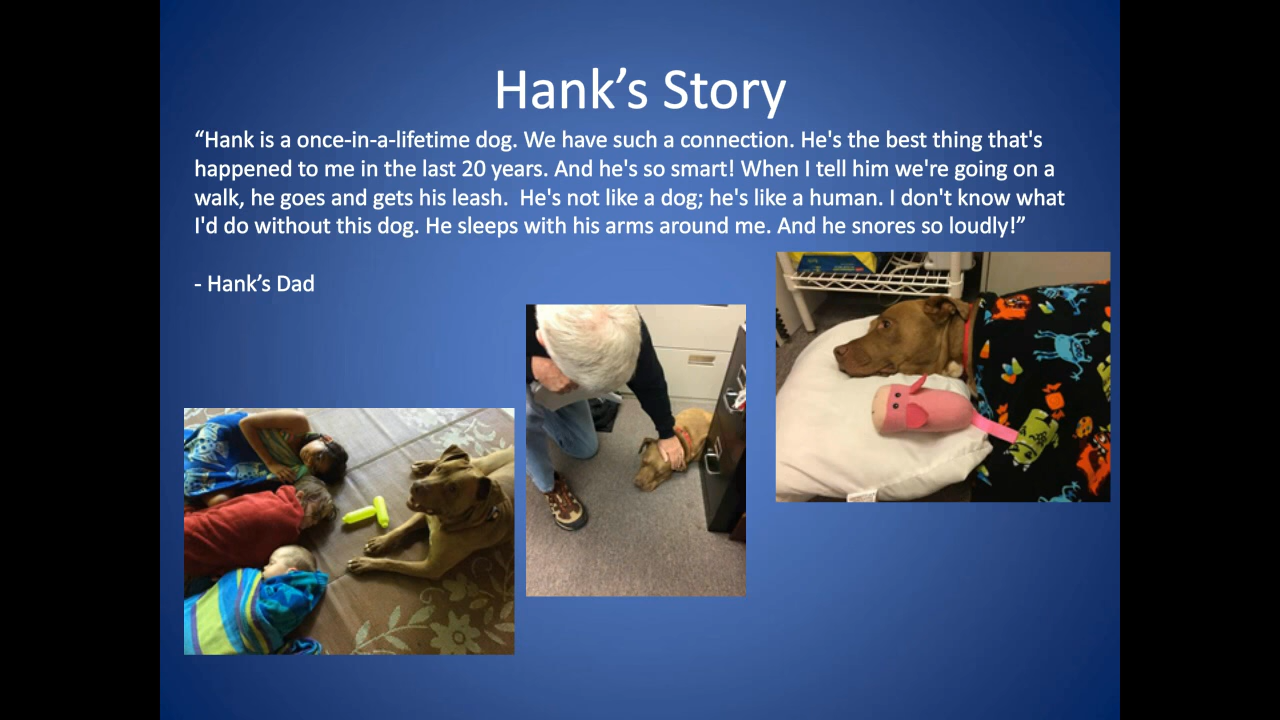 Hank’s Story
“Hank is a once-in-a-lifetime dog. We have such a connection. He's the best thing that's
happened to me in the last 20 years. And he's so smart! When I tell him we're going on a
walk, he goes and gets his leash.  He's not like a dog; he's like a human. I don't know what
I'd do without this dog. He sleeps with his arms around me. And he snores so loudly!”
- Hank’s Dad